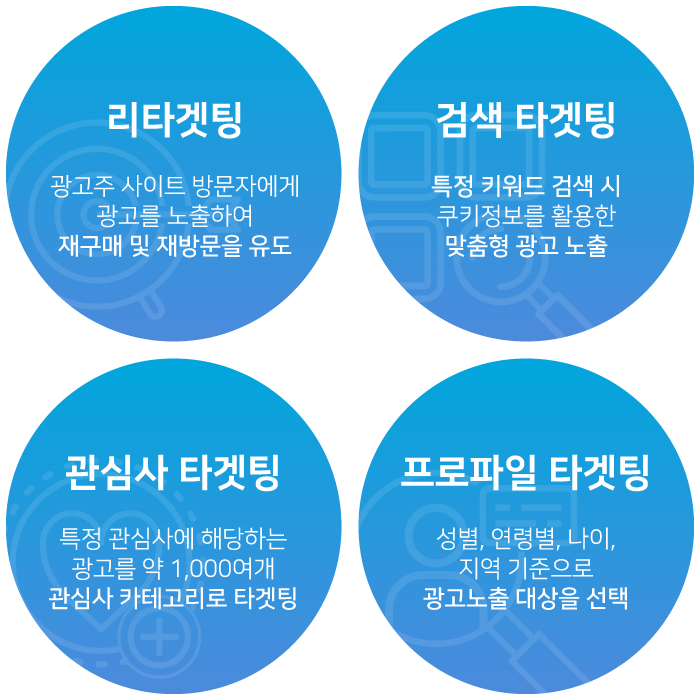 리타겟팅
광고주 사이트 방문자에게
광고를 노출하여
재구매 및 재방문을 유도
검색 타겟팅
특정 키워드 검색 시
쿠키정보를 활용한
맞춤형 광고 노출
관심사 타겟팅
특정 관심사에 해당하는
광고를 약 1,000여개
관심사 카테고리로 타겟팅
프로파일 타겟팅
성별, 연령별, 나이,
지역 기준으로
광고노출 대상을 선택